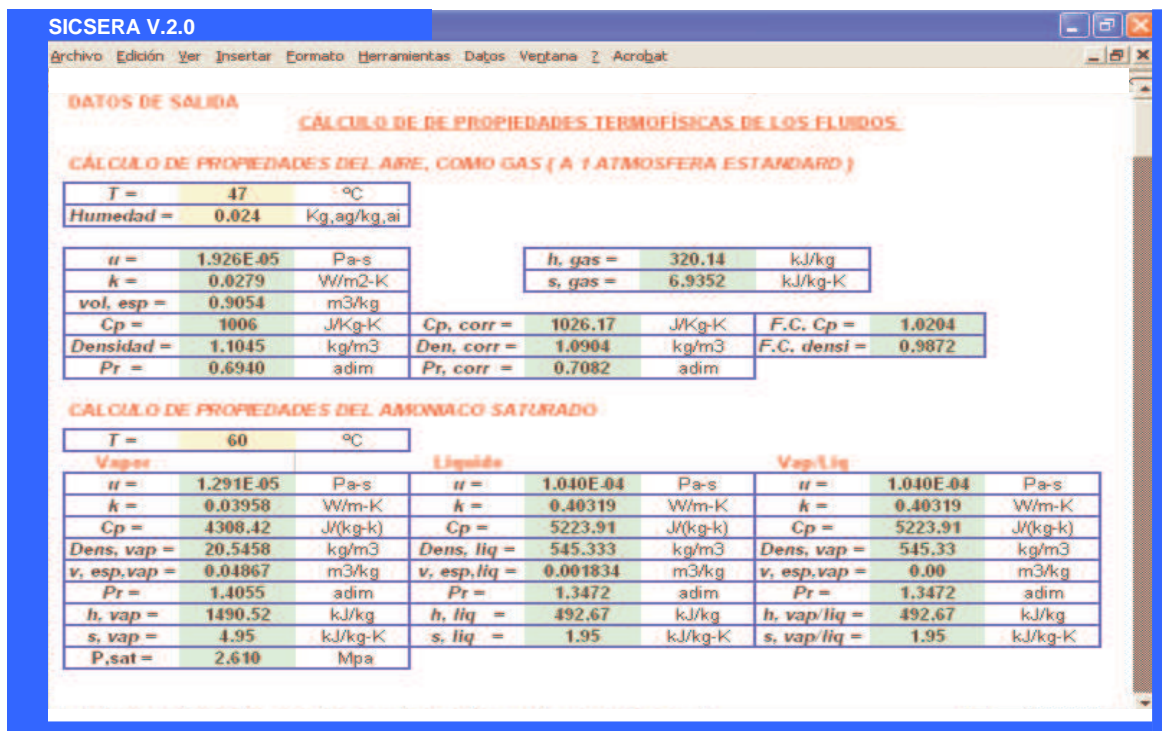 SICSERA V.2.0
Archivo Edición Ver Insertar Formato Herramientas Datos Ventana ? Acrobat
DATOS DE SALIDA
CÁLCULO DE DE PROPIEDADES TERMOFÍSICAS DE LOS FLUIDOS
CÁLCULO DE PROPIEDADES DEL AIRE, COMO GAS ( A 1 ATMOSFERA ESTANDARD )
T = 47 ºC
Humedad = 0.024 Kg,ag/kg,ai
u = 1.926E-05 Pa-s h, gas = 320.14 kJ/kg
k = 0.0279 W/m2-K s, gas = 6.9352 kJ/kg-K
vol, esp = 0.9054 m3/kg
Cp = 1006 J/Kg-K Cp, corr = 1026.17 J/Kg-K F.C. Cp = 1.0204
Densidad = 1.1045 kg/m3 Den, corr = 1.0904 kg/m3 F.C. densi = 0.9872
Pr = 0.6940 adim Pr, corr = 0.7082 adim
CALCULO DE PROPIEDADES DEL AMONIACO SATURADO
T = 60 ºC
Vapor Liquido Vap/Liq
u = 1.291E-05 Pa-s u = 1.040E-04 Pa-s u = 1.040E-04 Pa-s
k = 0.03958 W/m-K k = 0.40319 W/m-K k = 0.40319 W/m-K
Cp = 4308.42 J/(kg-k) Cp = 5223.91 J/(kg-k) Cp = 5223.91 J/(kg-k)
Dens, vap = 20.5458 kg/m3 Dens, liq = 545.333 kg/m3 Dens, vap = 545.33 kg/m3
v, esp,vap = 0.04867 m3/kg v, esp,liq = 0.001834 m3/kg v, esp,vap = 0.00 m3/kg
Pr = 1.4055 adim Pr = 1.3472 adim Pr = 1.3472 adim
h, vap = 1490.52 kJ/kg h, liq = 492.67 kJ/kg h, vap/liq = 492.67 kJ/kg
s, vap = 4.95 kJ/kg-K s, liq = 1.95 kJ/kg-K s, vap/liq = 1.95 kJ/kg-K
P,sat = 2.610 Mpa